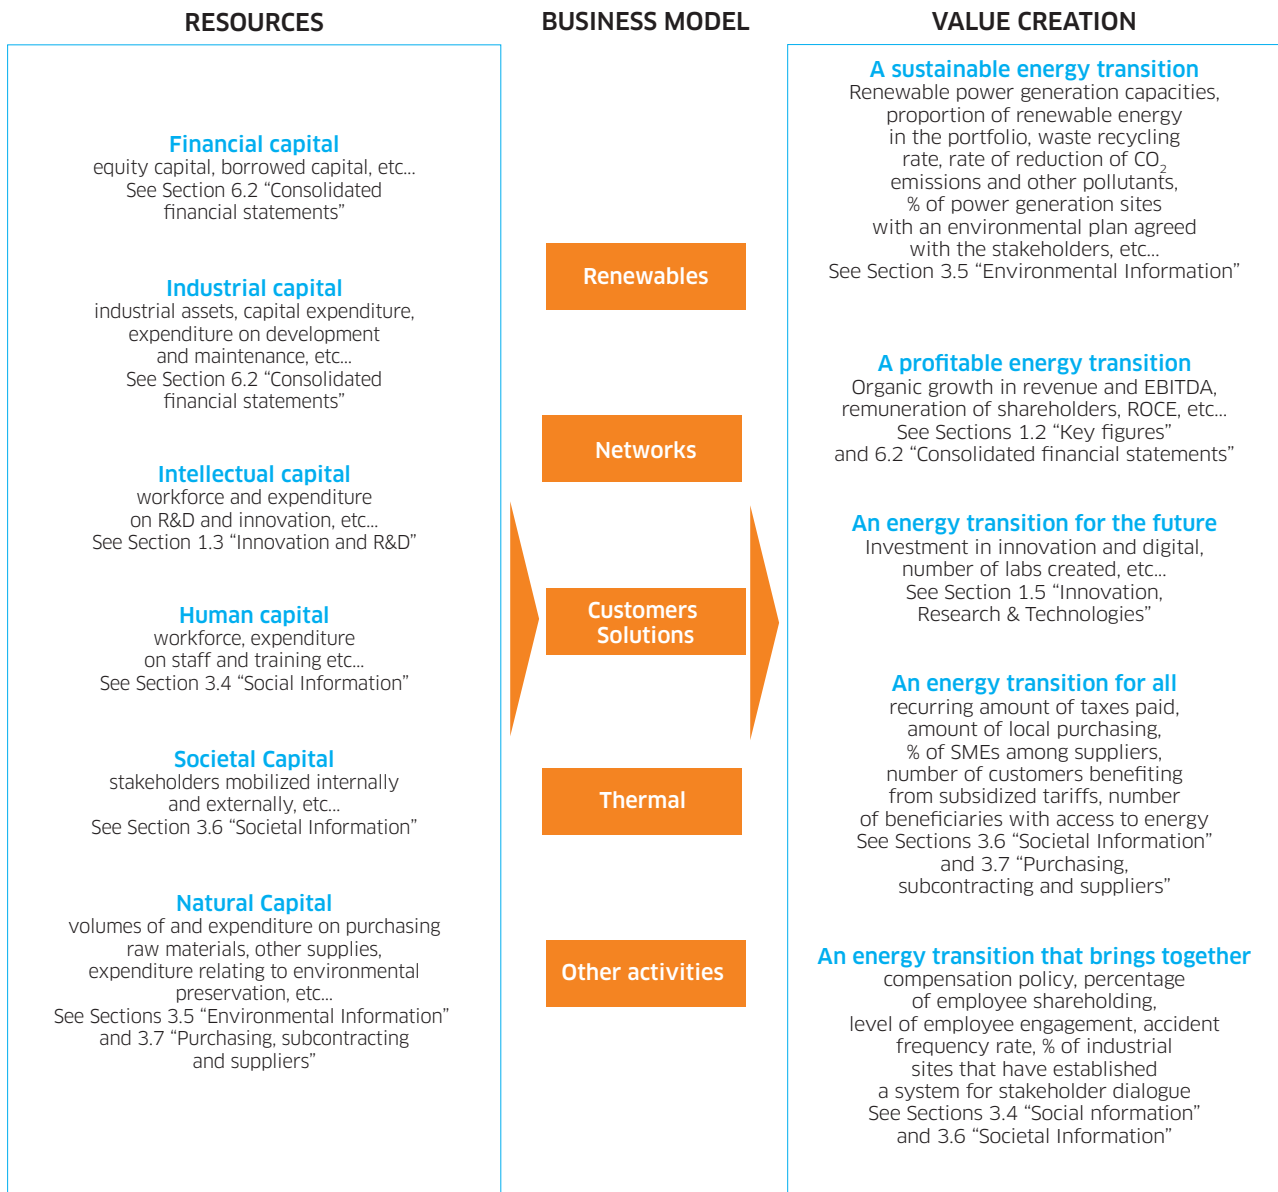 RESOURCES
Financial capital
equity capital, borrowed capital, etc...
See Section 6.2 “Consolidated
financial statements”
Industrial capital
industrial assets, capital expenditure,
expenditure on development
and maintenance, etc...
See Section 6.2 “Consolidated
financial statements”
Intellectual capital
workforce and expenditure
on R&D and innovation, etc...
See Section 1.3 “Innovation and R&D”
Human capital
workforce, expenditure
on staff and training etc...
See Section 3.4 “Social Information”
Societal Capital
stakeholders mobilized internally
and externally, etc...
See Section 3.6 “Societal Information”
Natural Capital
volumes of and expenditure on purchasing
raw materials, other supplies,
expenditure relating to environmental
preservation, etc...
See Sections 3.5 “Environmental Information”
and 3.7 “Purchasing, subcontracting
and suppliers”
BUSINESS MODEL
Renewables
Networks
Customers
Solutions
Thermal
Other activities
VALUE CREATION
A sustainable energy transition
Renewable power generation capacities,
proportion of renewable energy
in the portfolio, waste recycling
rate, rate of reduction of CO₂
emissions and other pollutants,
% of power generation sites
with an environmental plan agreed
with the stakeholders, etc...
See Section 3.5 “Environmental Information”
A profitable energy transition
Organic growth in revenue and EBITDA,
remuneration of shareholders, ROCE, etc...
See Sections 1.2 “Key figures”
and 6.2 “Consolidated financial statements”
An energy transition for the future
Investment in innovation and digital,
number of labs created, etc...
See Section 1.5 “Innovation,
Research & Technologies”
An energy transition for all
recurring amount of taxes paid,
amount of local purchasing,
% of SMEs among suppliers,
number of customers benefiting
from subsidized tariffs, number
of beneficiaries with access to energy
See Sections 3.6 “Societal Information”
and 3.7 “Purchasing,
subcontracting and suppliers”
An energy transition that brings together
compensation policy, percentage
of employee shareholding,
level of employee engagement, accident
frequency rate, % of industrial
sites that have established
a system for stakeholder dialogue
See Sections 3.4 “Social nformation”
and 3.6 “Societal Information”